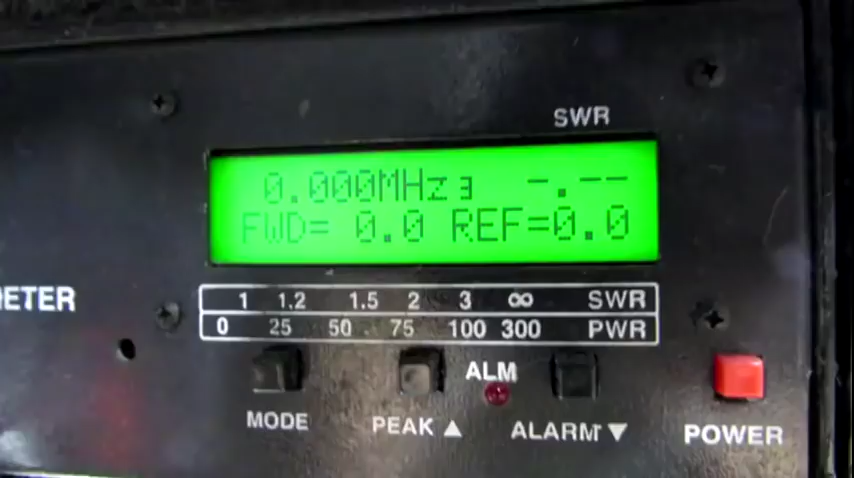 SWR
0.000MHz -.--
FWD= 0.0 REF=0.0
ETER
1 1.2 1.5 2 3 ∞ SWR
0 25 50 75 100 300 PWR
ALM
MODE PEAK ▲ ALARM ▼ POWER